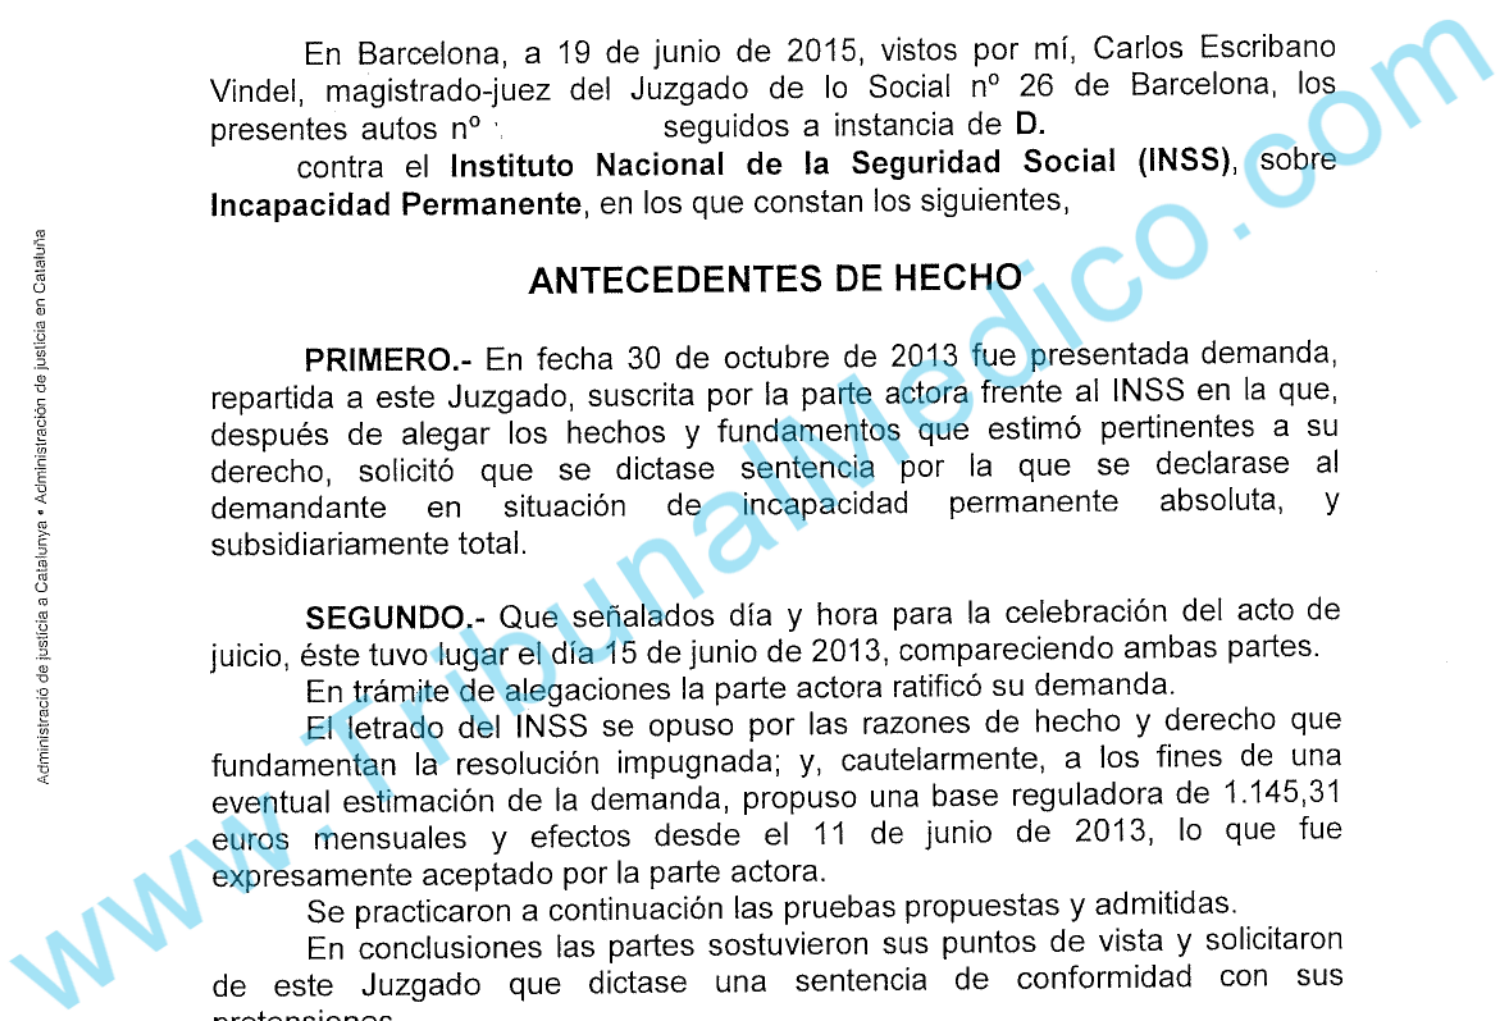 En Barcelona, a 19 de junio de 2015, vistos por mí, Carlos Escribano
Vindel, magistrado-juez del Juzgado de lo Social nº 26 de Barcelona, los
presentes autos nº seguidos a instancia de D.
contra el Instituto Nacional de la Seguridad Social (INSS), sobre
Incapacidad Permanente, en los que constan los siguientes,
ANTECEDENTES DE HECHO
PRIMERO.- En fecha 30 de octubre de 2013 fue presentada demanda,
repartida a este Juzgado, suscrita por la parte actora frente al INSS en la que,
después de alegar los hechos y fundamentos que estimó pertinentes a su
derecho, solicitó que se dictase sentencia por la que se declarase al
demandante en situación de incapacidad permanente absoluta, y
subsidiariamente total.
SEGUNDO.- Que señalados día y hora para la celebración del acto de
juicio, éste tuvo lugar el día 15 de junio de 2013, compareciendo ambas partes.
En trámite de alegaciones la parte actora ratificó su demanda.
El letrado del INSS se opuso por las razones de hecho y derecho que
fundamentan la resolución impugnada; y, cautelarmente, a los fines de una
eventual estimación de la demanda, propuso una base reguladora de 1.145,31
euros mensuales y efectos desde el 11 de junio de 2013, lo que fue
expresamente aceptado por la parte actora.
Se practicaron a continuación las pruebas propuestas y admitidas.
En conclusiones las partes sostuvieron sus puntos de vista y solicitaron
de este Juzgado que dictase una sentencia de conformidad con sus
pretensiones.
Administració de justícia a Catalunya • Administración de justicia en Cataluña
www.TribunalMedico.com